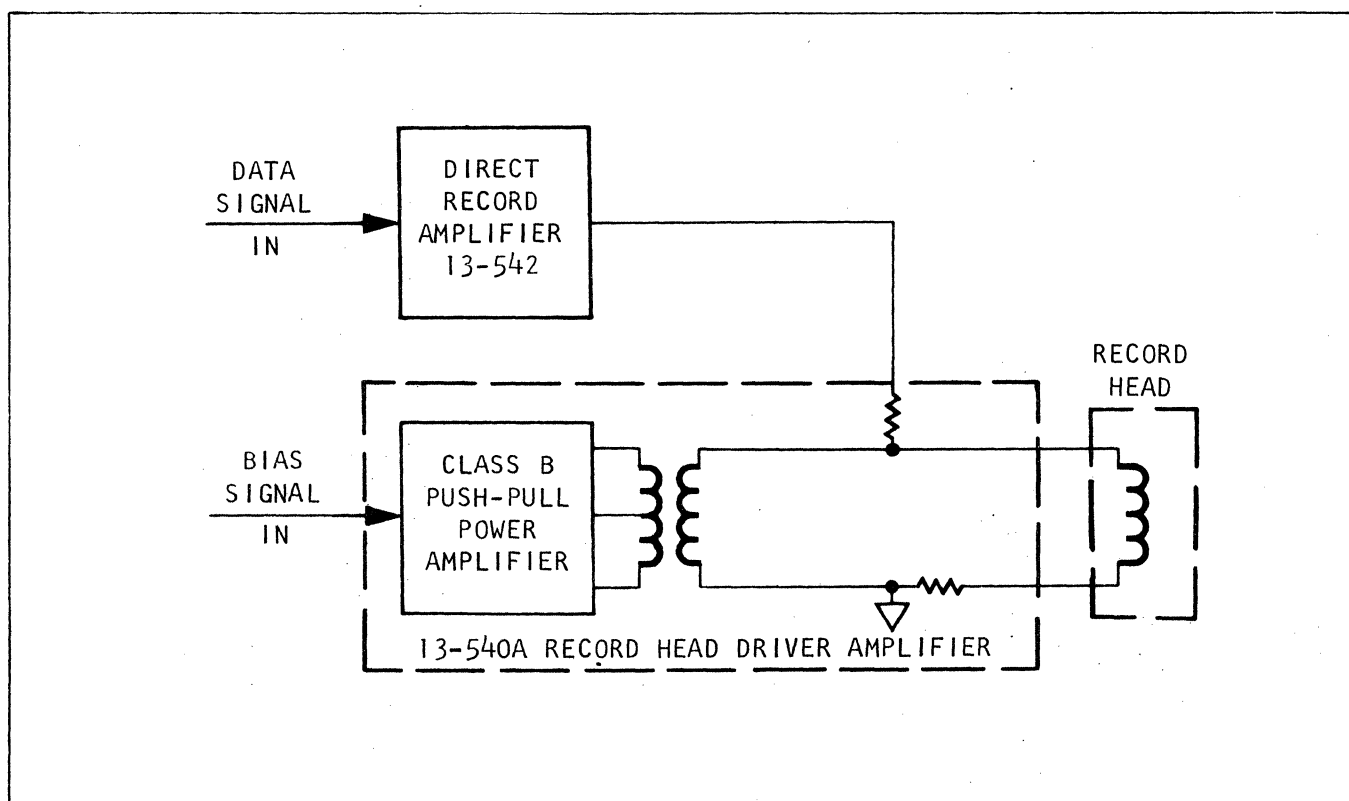 DATA
SIGNAL
IN
DIRECT
RECORD
AMPLIFIER
13-542
RECORD
HEAD
BIAS
SIGNAL
IN
CLASS B
PUSH-PULL
POWER
AMPLIFIER
13-540A RECORD HEAD DRIVER AMPLIFIER